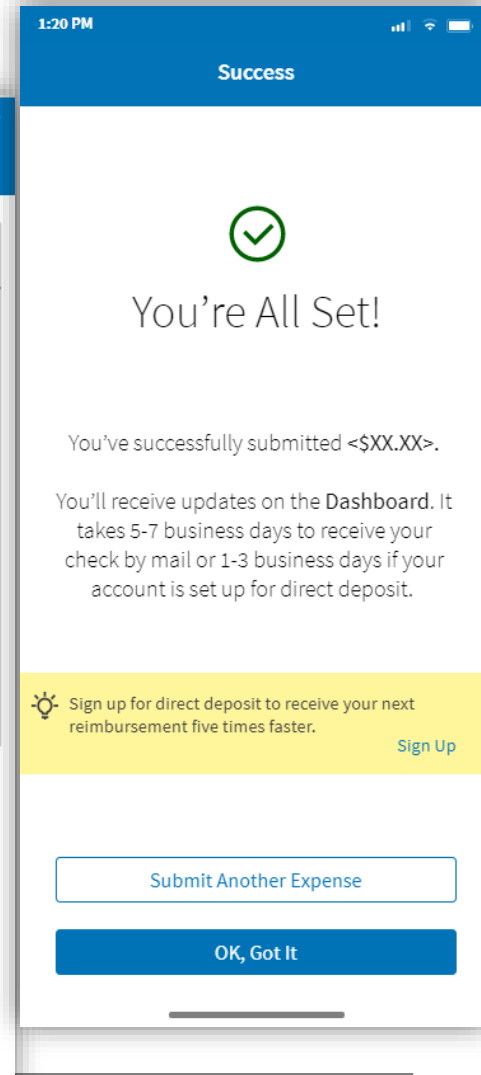 1:20 PM
Success
You're All Set!
You've successfully submitted <$XX.XX>.
You'll receive updates on the Dashboard. It
takes 5-7 business days to receive your
check by mail or 1-3 business days if your
account is set up for direct deposit.
Sign up for direct deposit to receive your next
reimbursement five times faster.
Sign Up
Submit Another Expense
OK, Got It